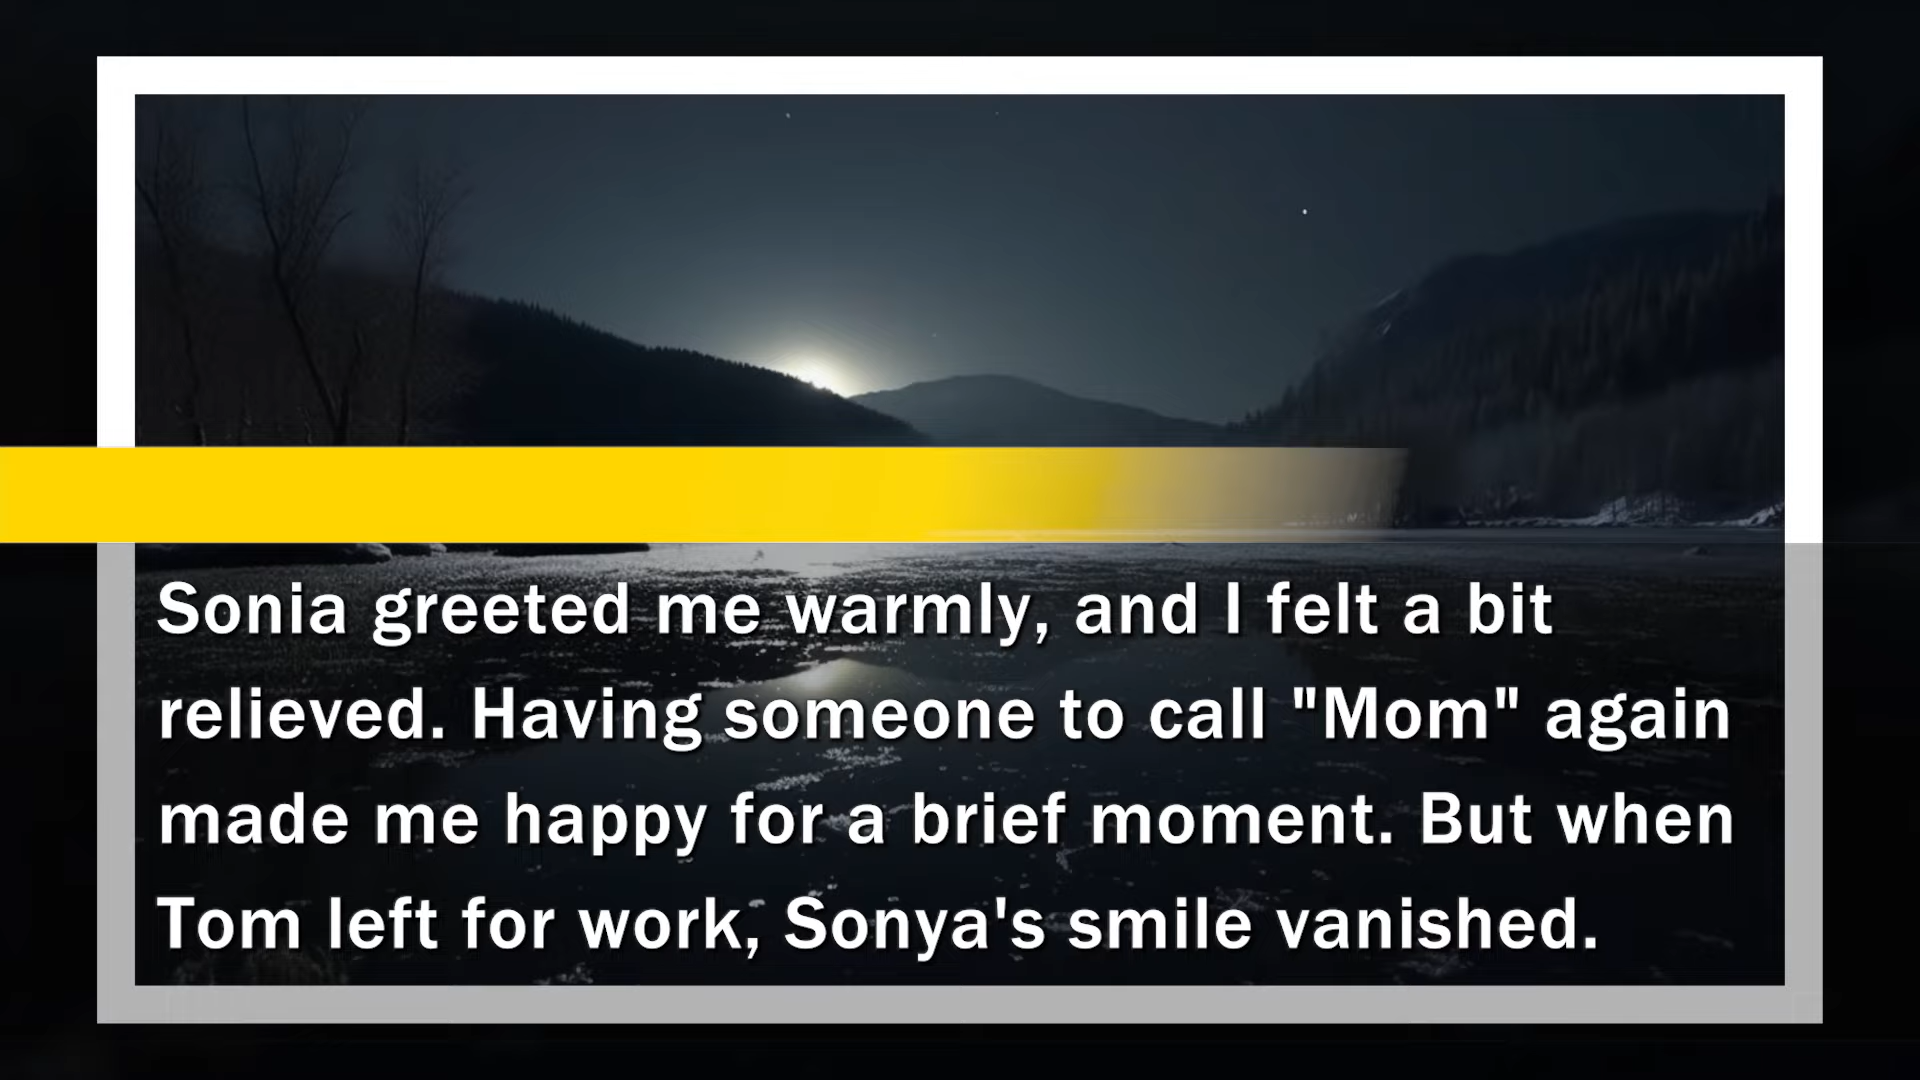 Sonia greeted me warmly, and I felt a bit
relieved. Having someone to call "Mom" again
made me happy for a brief moment. But when
Tom left for work, Sonya's smile vanished.